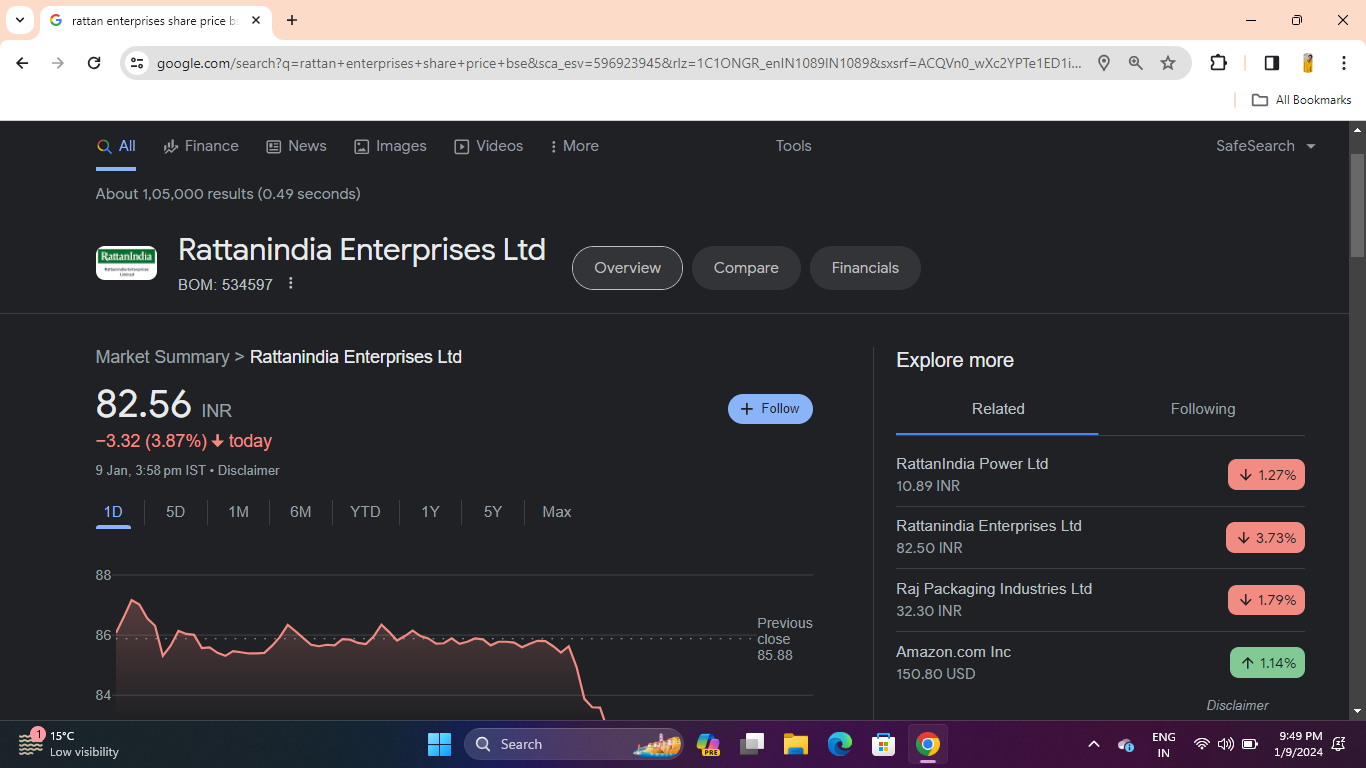 rattan enterprises share price b
google.com/search?q=rattan+enterprises+share+price+bse&sca_esv=596923945&rlz=1C1ONGR_enIN1089IN1089&sxsrf=ACQVn0_wXc2YPTe1ED1i...
All Bookmarks
All Finance News Images Videos More Tools SafeSearch
About 1,05,000 results (0.49 seconds)
RattanIndia
Rattanindia Enterprises Ltd
BOM: 534597
Overview Compare Financials
Market Summary > Rattanindia Enterprises Ltd
82.56 INR
−3.32 (3.87%) today
9 Jan, 3:58 pm IST • Disclaimer
+ Follow
1D 5D 1M 6M YTD 1Y 5Y Max
88
86
84
Previous
close
85.88
Explore more
Related Following
RattanIndia Power Ltd
10.89 INR
↓ 1.27%
Rattanindia Enterprises Ltd
82.50 INR
↓ 3.73%
Raj Packaging Industries Ltd
32.30 INR
↓ 1.79%
Amazon.com Inc
150.80 USD
↑ 1.14%
Disclaimer
1
15°C
Low visibility
Search
PRE
ENG
IN
9:49 PM
1/9/2024